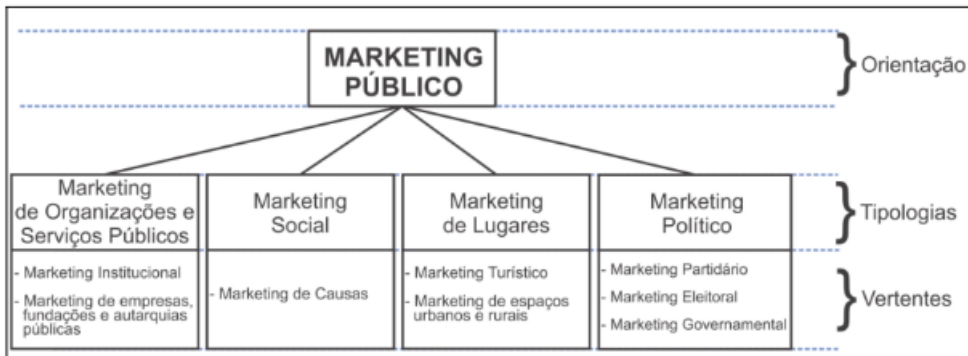 MARKETING
PÚBLICO
Orientação
Marketing
de Organizações e
Serviços Públicos
Marketing
Social
Marketing
de Lugares
Marketing
Político
Tipologias
- Marketing Institucional
- Marketing de empresas,
fundações e autarquias
públicas
- Marketing de Causas
- Marketing Turístico
- Marketing de espaços
urbanos e rurais
- Marketing Partidário
- Marketing Eleitoral
- Marketing Governamental
Vertentes